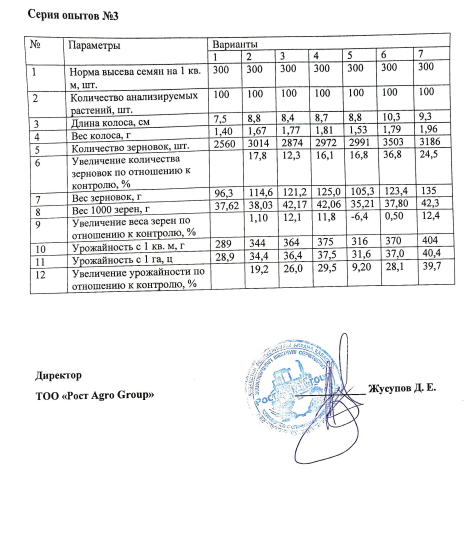 Серия опытов №3
№ Параметры Варианты
1 2 3 4 5 6 7
1 Норма высева семян на 1 кв. 300 300 300 300 300 300 300
м, шт.
2 Количество анализируемых 100 100 100 100 100 100 100
растений, шт.
3 Длина колоса, см 7,5 8,8 8,4 8,7 8,8 10,3 9,3
4 Вес колоса, г 1,40 1,67 1,77 1,81 1,53 1,79 1,96
5 Количество зерновок, шт. 2560 3014 2874 2972 2991 3503 3186
6 Увеличение количества 17,8 12,3 16,1 16,8 36,8 24,5
зерновок по отношению к
контролю, %
7 Вес зерновок, г 96,3 114,6 121,2 125,0 105,3 123,4 135
8 Вес 1000 зерен, г 37,62 38,03 42,17 42,06 35,21 37,80 42,3
9 Увеличение веса зерен по 1,10 12,1 11,8 -6,4 0,50 12,4
отношению к контролю, %
10 Урожайность с 1 кв. м, г 289 344 364 375 316 370 404
11 Урожайность с 1 га, ц 28,9 34,4 36,4 37,5 31,6 37,0 40,4
12 Увеличение урожайности по 19,2 26,0 29,5 9,20 28,1 39,7
отношению к контролю, %
Директор
ТОО «Рост Agro Group» Жусупов Д. Е.